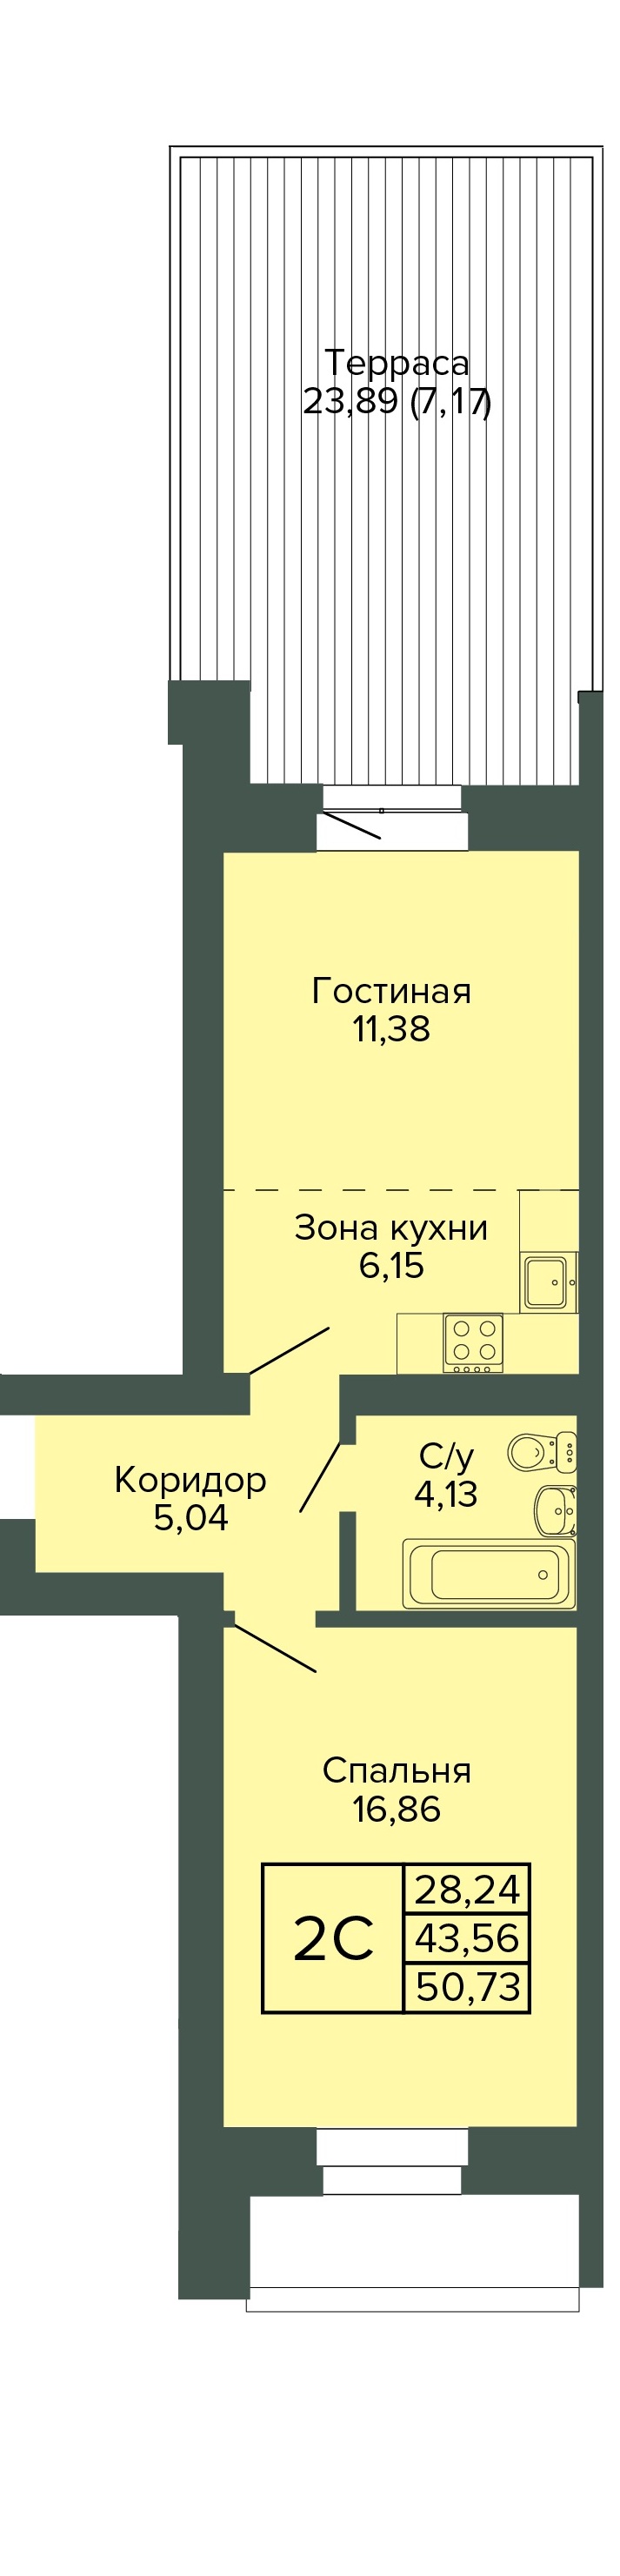 Терраса
23,89 (7,17)
Гостиная
11,38
Зона кухни
6,15
Коридор
5,04
С/у
4,13
Спальня
16,86
2С
28,24
43,56
50,73